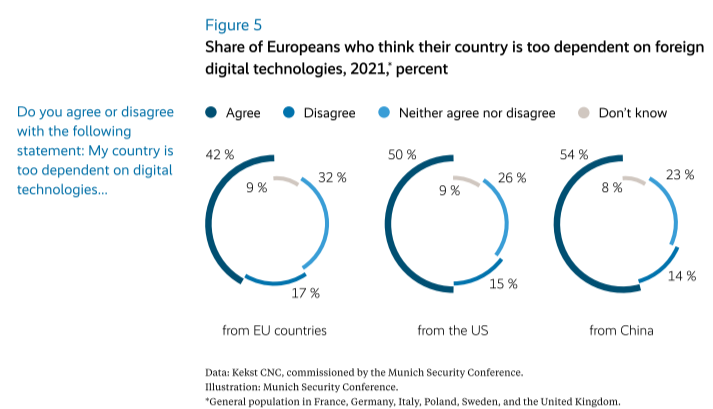 Figure 5
Share of Europeans who think their country is too dependent on foreign
digital technologies, 2021,* percent
Do you agree or disagree
with the following
statement: My country is
too dependent on digital
technologies...
Agree
Disagree
Neither agree nor disagree
Don't know
42 %
9 %
32 %
17 %
from EU countries
50 %
9 %
26 %
15 %
from the US
54 %
8 %
23 %
14 %
from China
Data: Kekst CNC, commissioned by the Munich Security Conference.
Illustration: Munich Security Conference.
*General population in France, Germany, Italy, Poland, Sweden, and the United Kingdom.